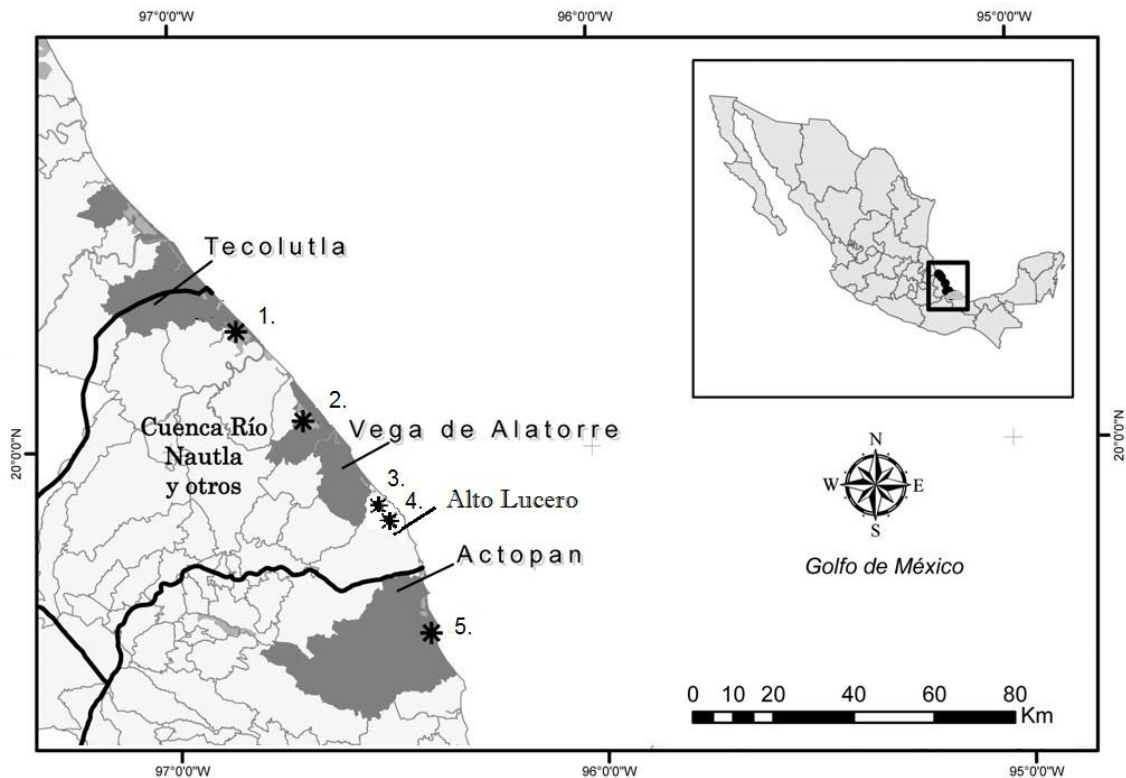 97°0'0"W
96°0'0"W
95°0'0"W
Tecolutla
1.
2.
Cuenca Río
Nautla
y otros
Vega de Alatorre
3.
4.
Alto Lucero
Actopan
5.
20°0'0"N
20°0'0"N
N
W
E
S
Golfo de México
0 10 20 40 60 80
Km
97°0'0"W
96°0'0"W
95°0'0"W